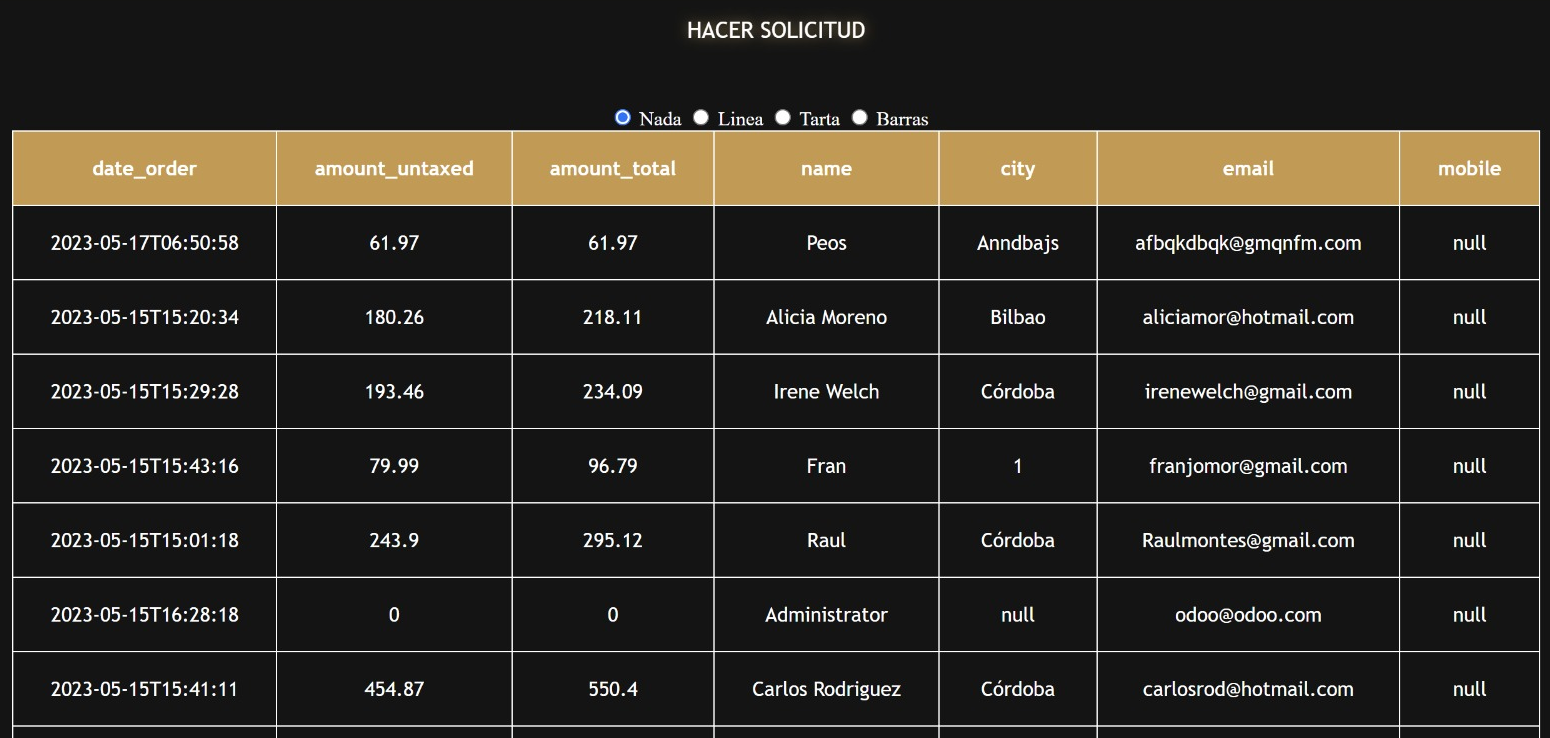 HACER SOLICITUD
Nada Linea Tarta Barras
date_order amount_untaxed amount_total name city email mobile
2023-05-17T06:50:58 61.97 61.97 Peos Anndbajs afbqkdbqk@gmqnfm.com null
2023-05-15T15:20:34 180.26 218.11 Alicia Moreno Bilbao aliciamor@hotmail.com null
2023-05-15T15:29:28 193.46 234.09 Irene Welch Córdoba irenewelch@gmail.com null
2023-05-15T15:43:16 79.99 96.79 Fran 1 franjomor@gmail.com null
2023-05-15T15:01:18 243.9 295.12 Raul Córdoba Raulmontes@gmail.com null
2023-05-15T16:28:18 0 0 Administrator null odoo@odoo.com null
2023-05-15T15:41:11 454.87 550.4 Carlos Rodriguez Córdoba carlosrod@hotmail.com null